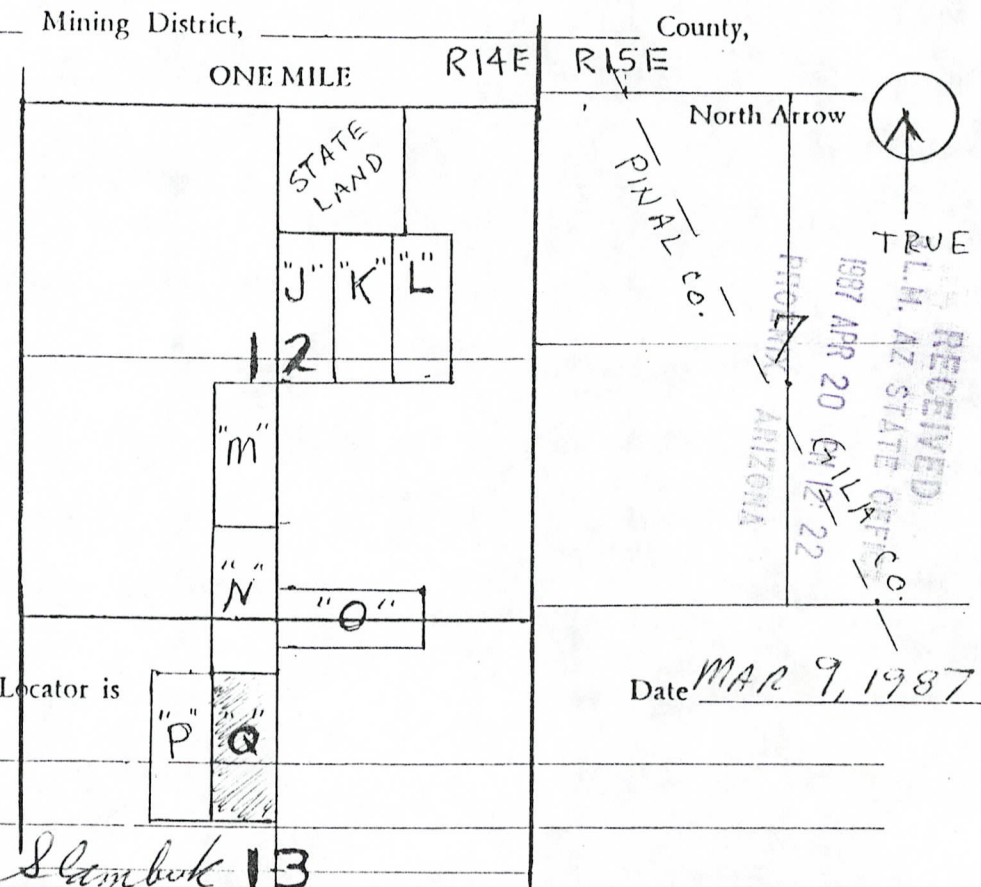 Mining District, County,
R14E R15E
ONE MILE
North Arrow
TRUE
STATE
LAND
PINAL CO.
"J" "K" "L"
12
7
"M"
GILA CO.
"N"
"O"
RECEIVED
B.L.M. AZ STATE OFFICE
1987 APR 20 PM 12:22
PHOENIX ARIZONA
Locator is
Date MAR 9, 1987
"P" "Q"
13